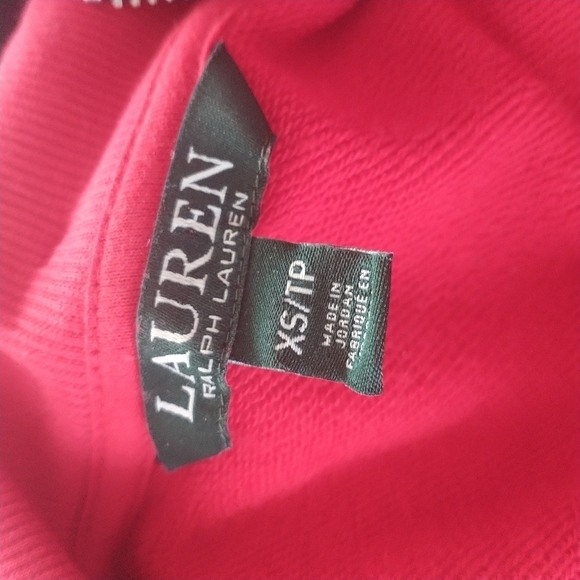 LAUREN
RALPH LAUREN
XS/TP
MADE IN
JORDAN
FABRIQUÉ EN